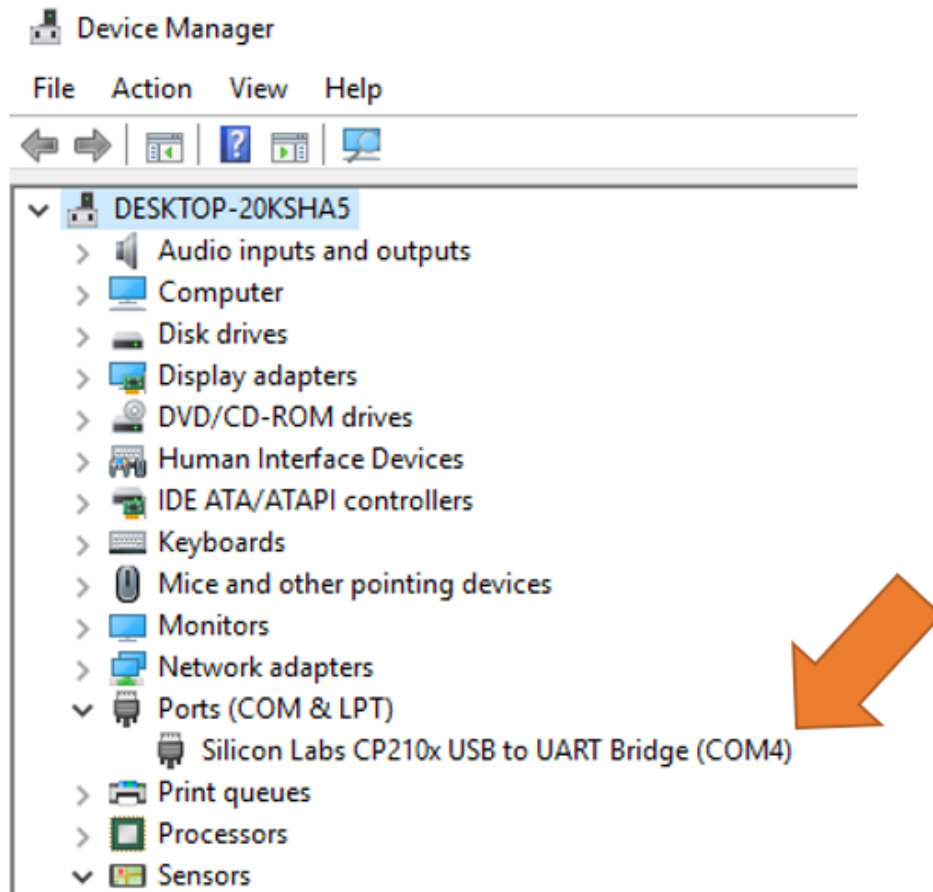 Device Manager
File Action View Help
?
DESKTOP-20KSHA5
Audio inputs and outputs
Computer
Disk drives
Display adapters
DVD/CD-ROM drives
Human Interface Devices
IDE ATA/ATAPI controllers
Keyboards
Mice and other pointing devices
Monitors
Network adapters
Ports (COM & LPT)
Silicon Labs CP210x USB to UART Bridge (COM4)
Print queues
Processors
Sensors